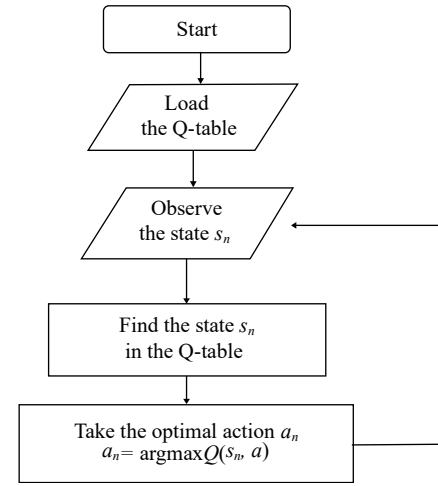 Start
Load
the Q-table
Observe
the state sₙ
Find the state sₙ
in the Q-table
Take the optimal action aₙ
aₙ= argmaxQ(sₙ, a)